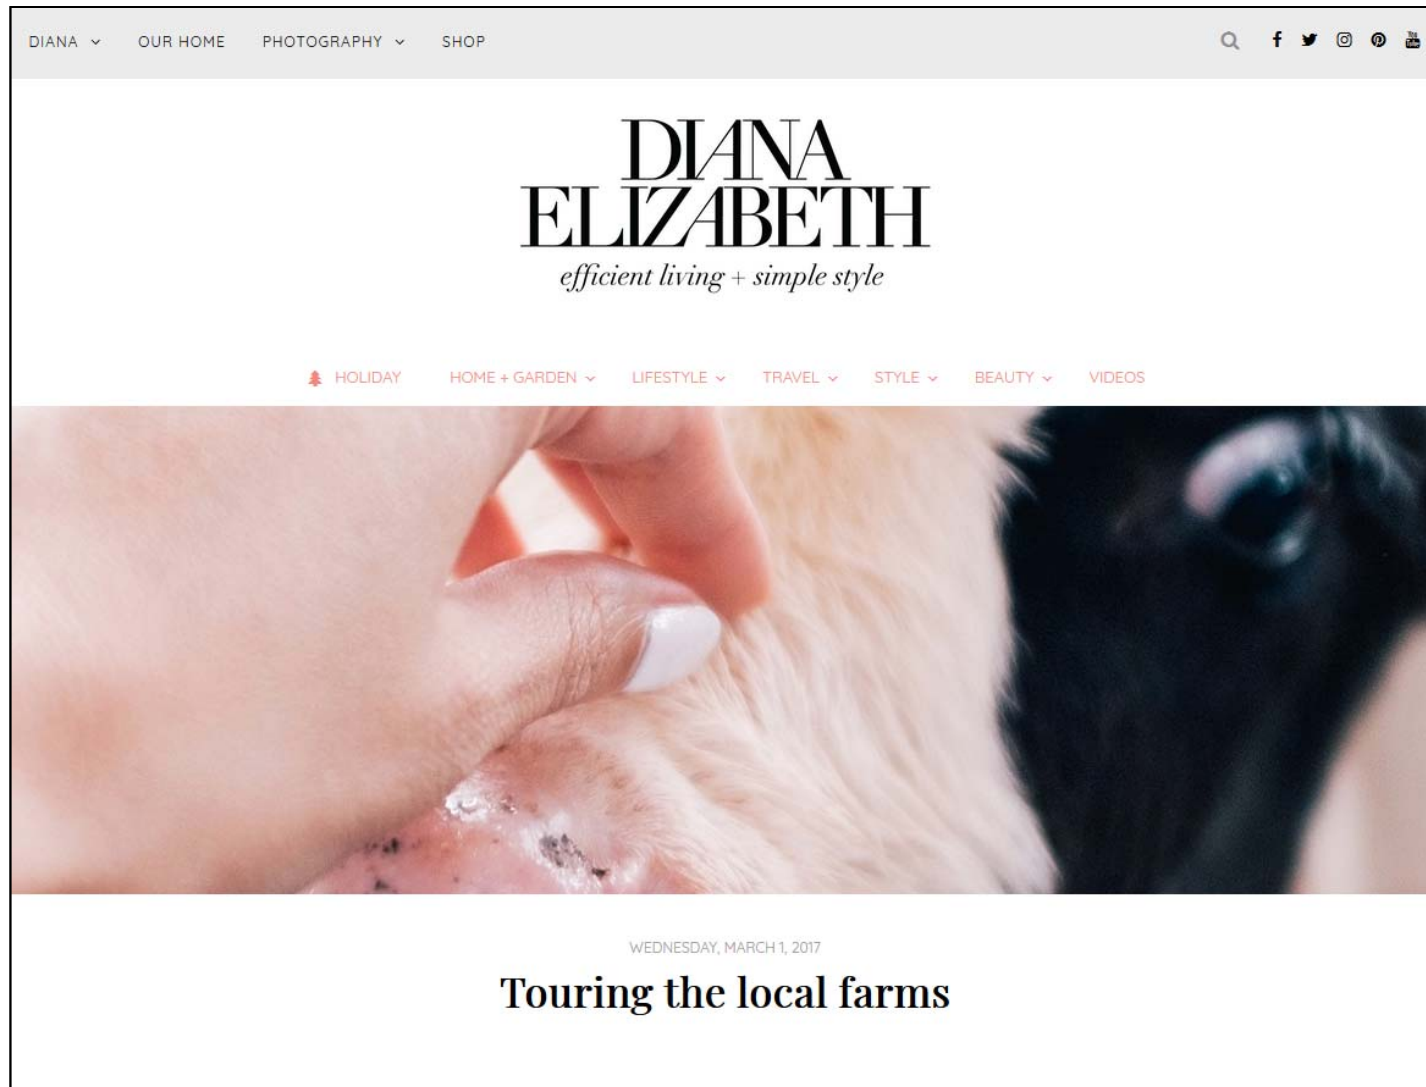 DIANA OUR HOME PHOTOGRAPHY SHOP
DIANA
ELIZABETH
efficient living + simple style
HOLIDAY HOME + GARDEN LIFESTYLE TRAVEL STYLE BEAUTY VIDEOS
WEDNESDAY, MARCH 1, 2017
Touring the local farms